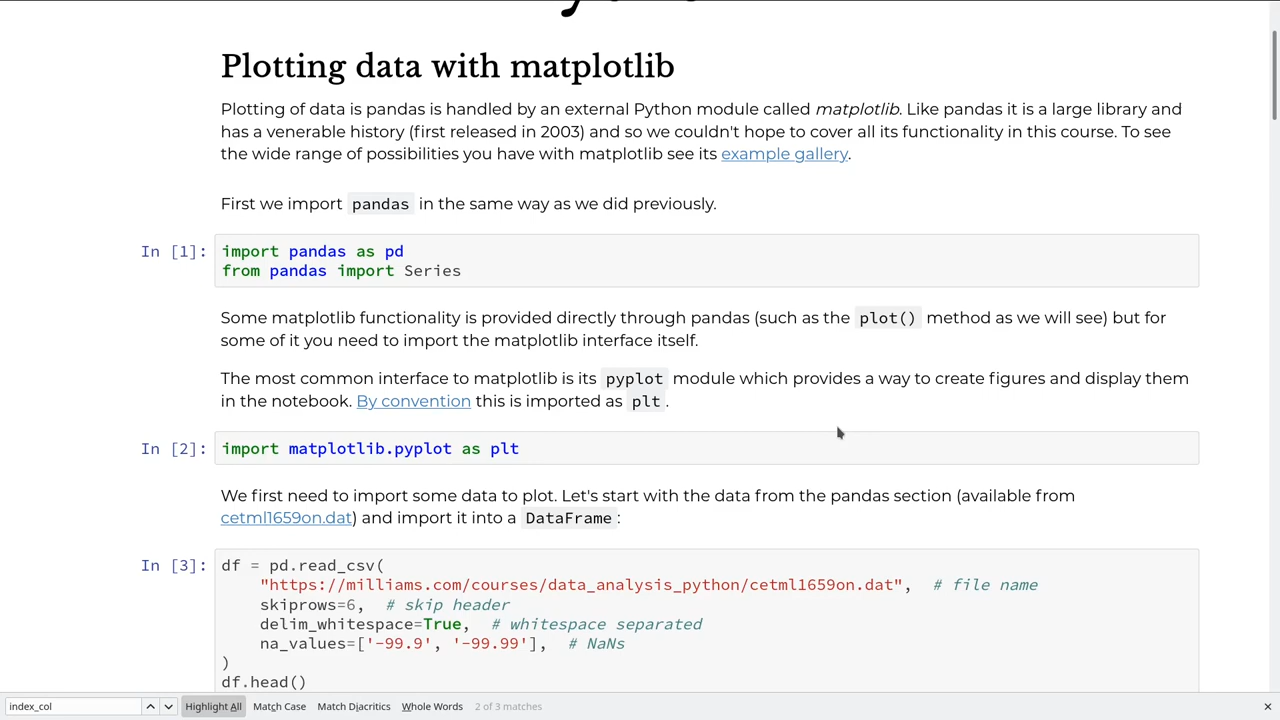 Plotting data with matplotlib
Plotting of data is pandas is handled by an external Python module called matplotlib. Like pandas it is a large library and
has a venerable history (first released in 2003) and so we couldn't hope to cover all its functionality in this course. To see
the wide range of possibilities you have with matplotlib see its example gallery.
First we import pandas in the same way as we did previously.
In [1]: import pandas as pd
from pandas import Series
Some matplotlib functionality is provided directly through pandas (such as the plot() method as we will see) but for
some of it you need to import the matplotlib interface itself.
The most common interface to matplotlib is its pyplot module which provides a way to create figures and display them
in the notebook. By convention this is imported as plt.
In [2]: import matplotlib.pyplot as plt
We first need to import some data to plot. Let's start with the data from the pandas section (available from
cetml1659on.dat) and import it into a DataFrame:
In [3]: df = pd.read_csv(
"https://milliams.com/courses/data_analysis_python/cetml1659on.dat",  # file name
skiprows=6,  # skip header
delim_whitespace=True,  # whitespace separated
na_values=['-99.9', '-99.99'],  # NaNs
)
df.head()
index_col Highlight All Match Case Match Diacritics Whole Words 2 of 3 matches